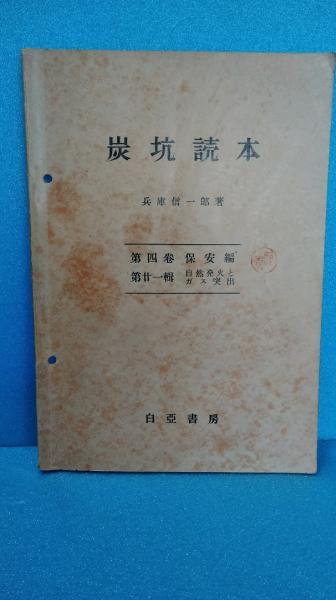 炭坑読本
兵庫信一郎著
第四卷 保安編
第廿一輯 自然発火と
ガス突出
白亞書房